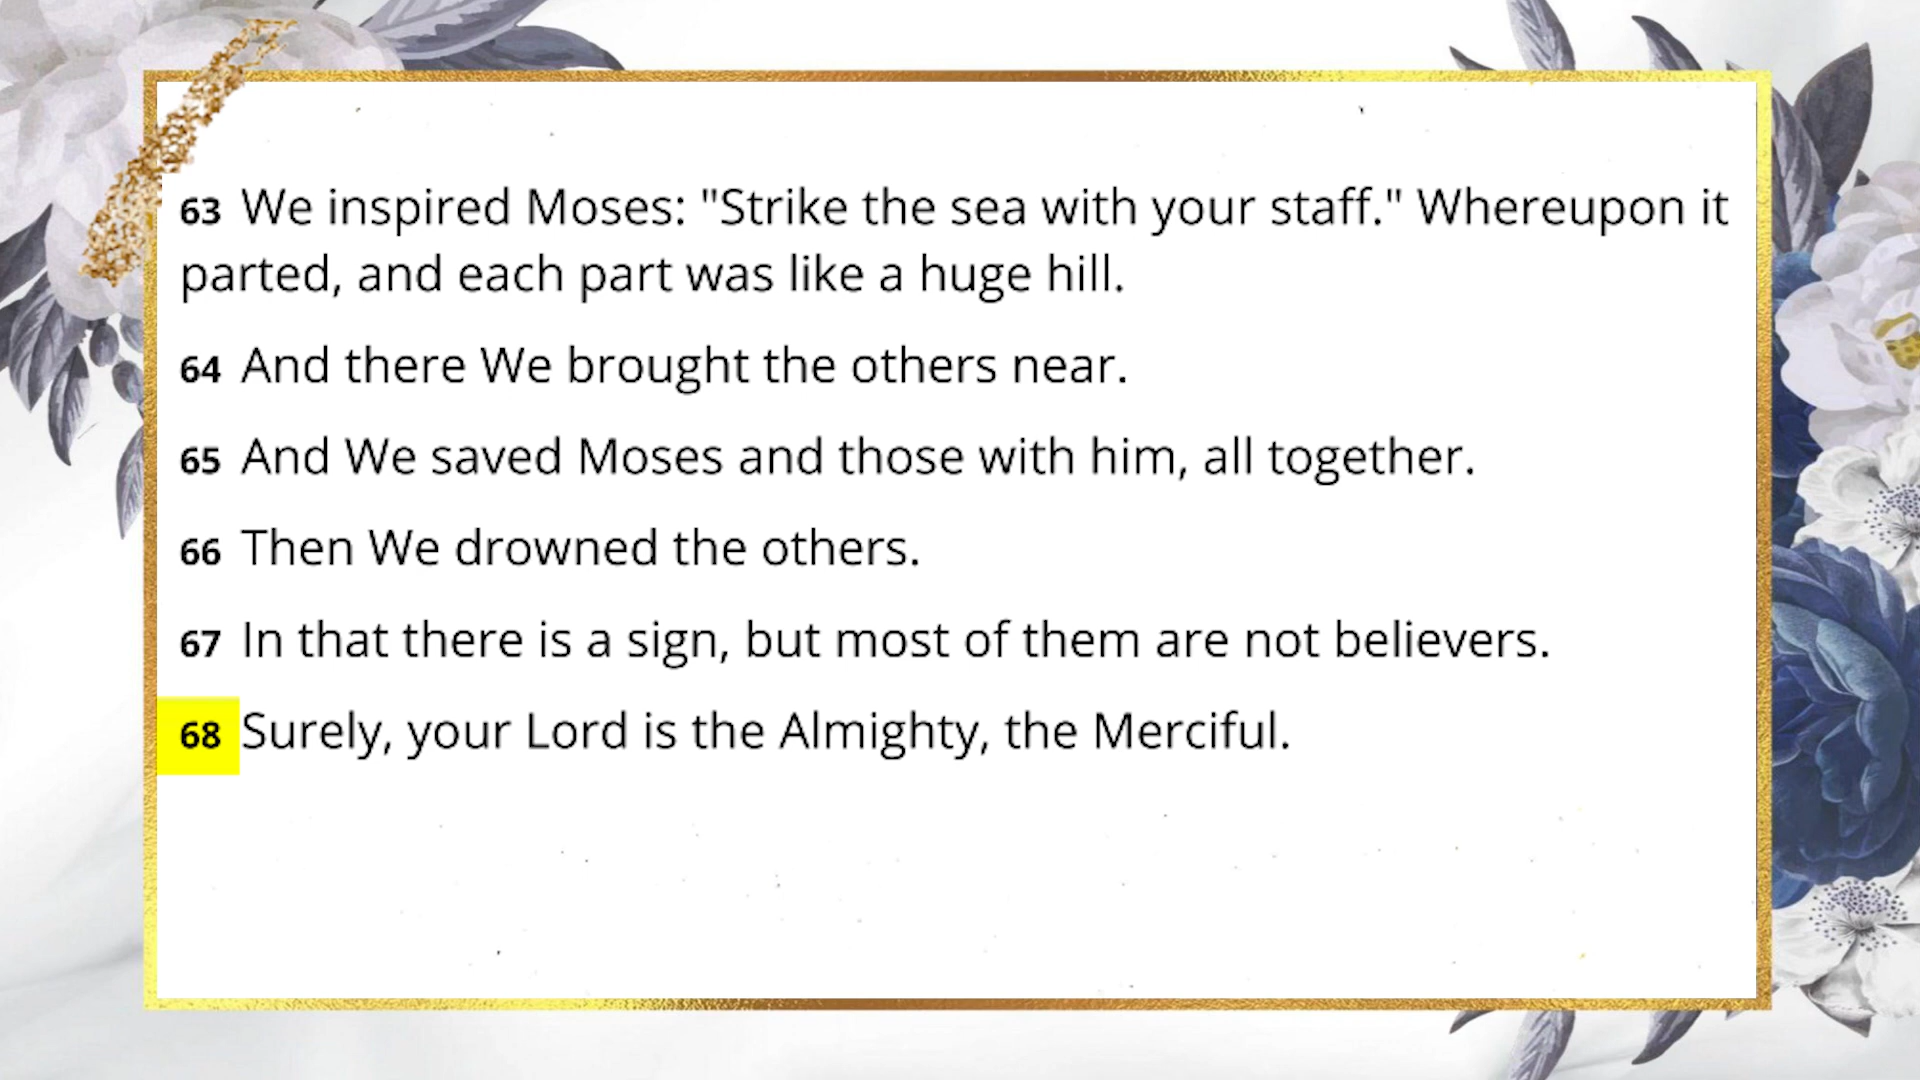 63 We inspired Moses: "Strike the sea with your staff." Whereupon it
parted, and each part was like a huge hill.
64 And there We brought the others near.
65 And We saved Moses and those with him, all together.
66 Then We drowned the others.
67 In that there is a sign, but most of them are not believers.
68 Surely, your Lord is the Almighty, the Merciful.